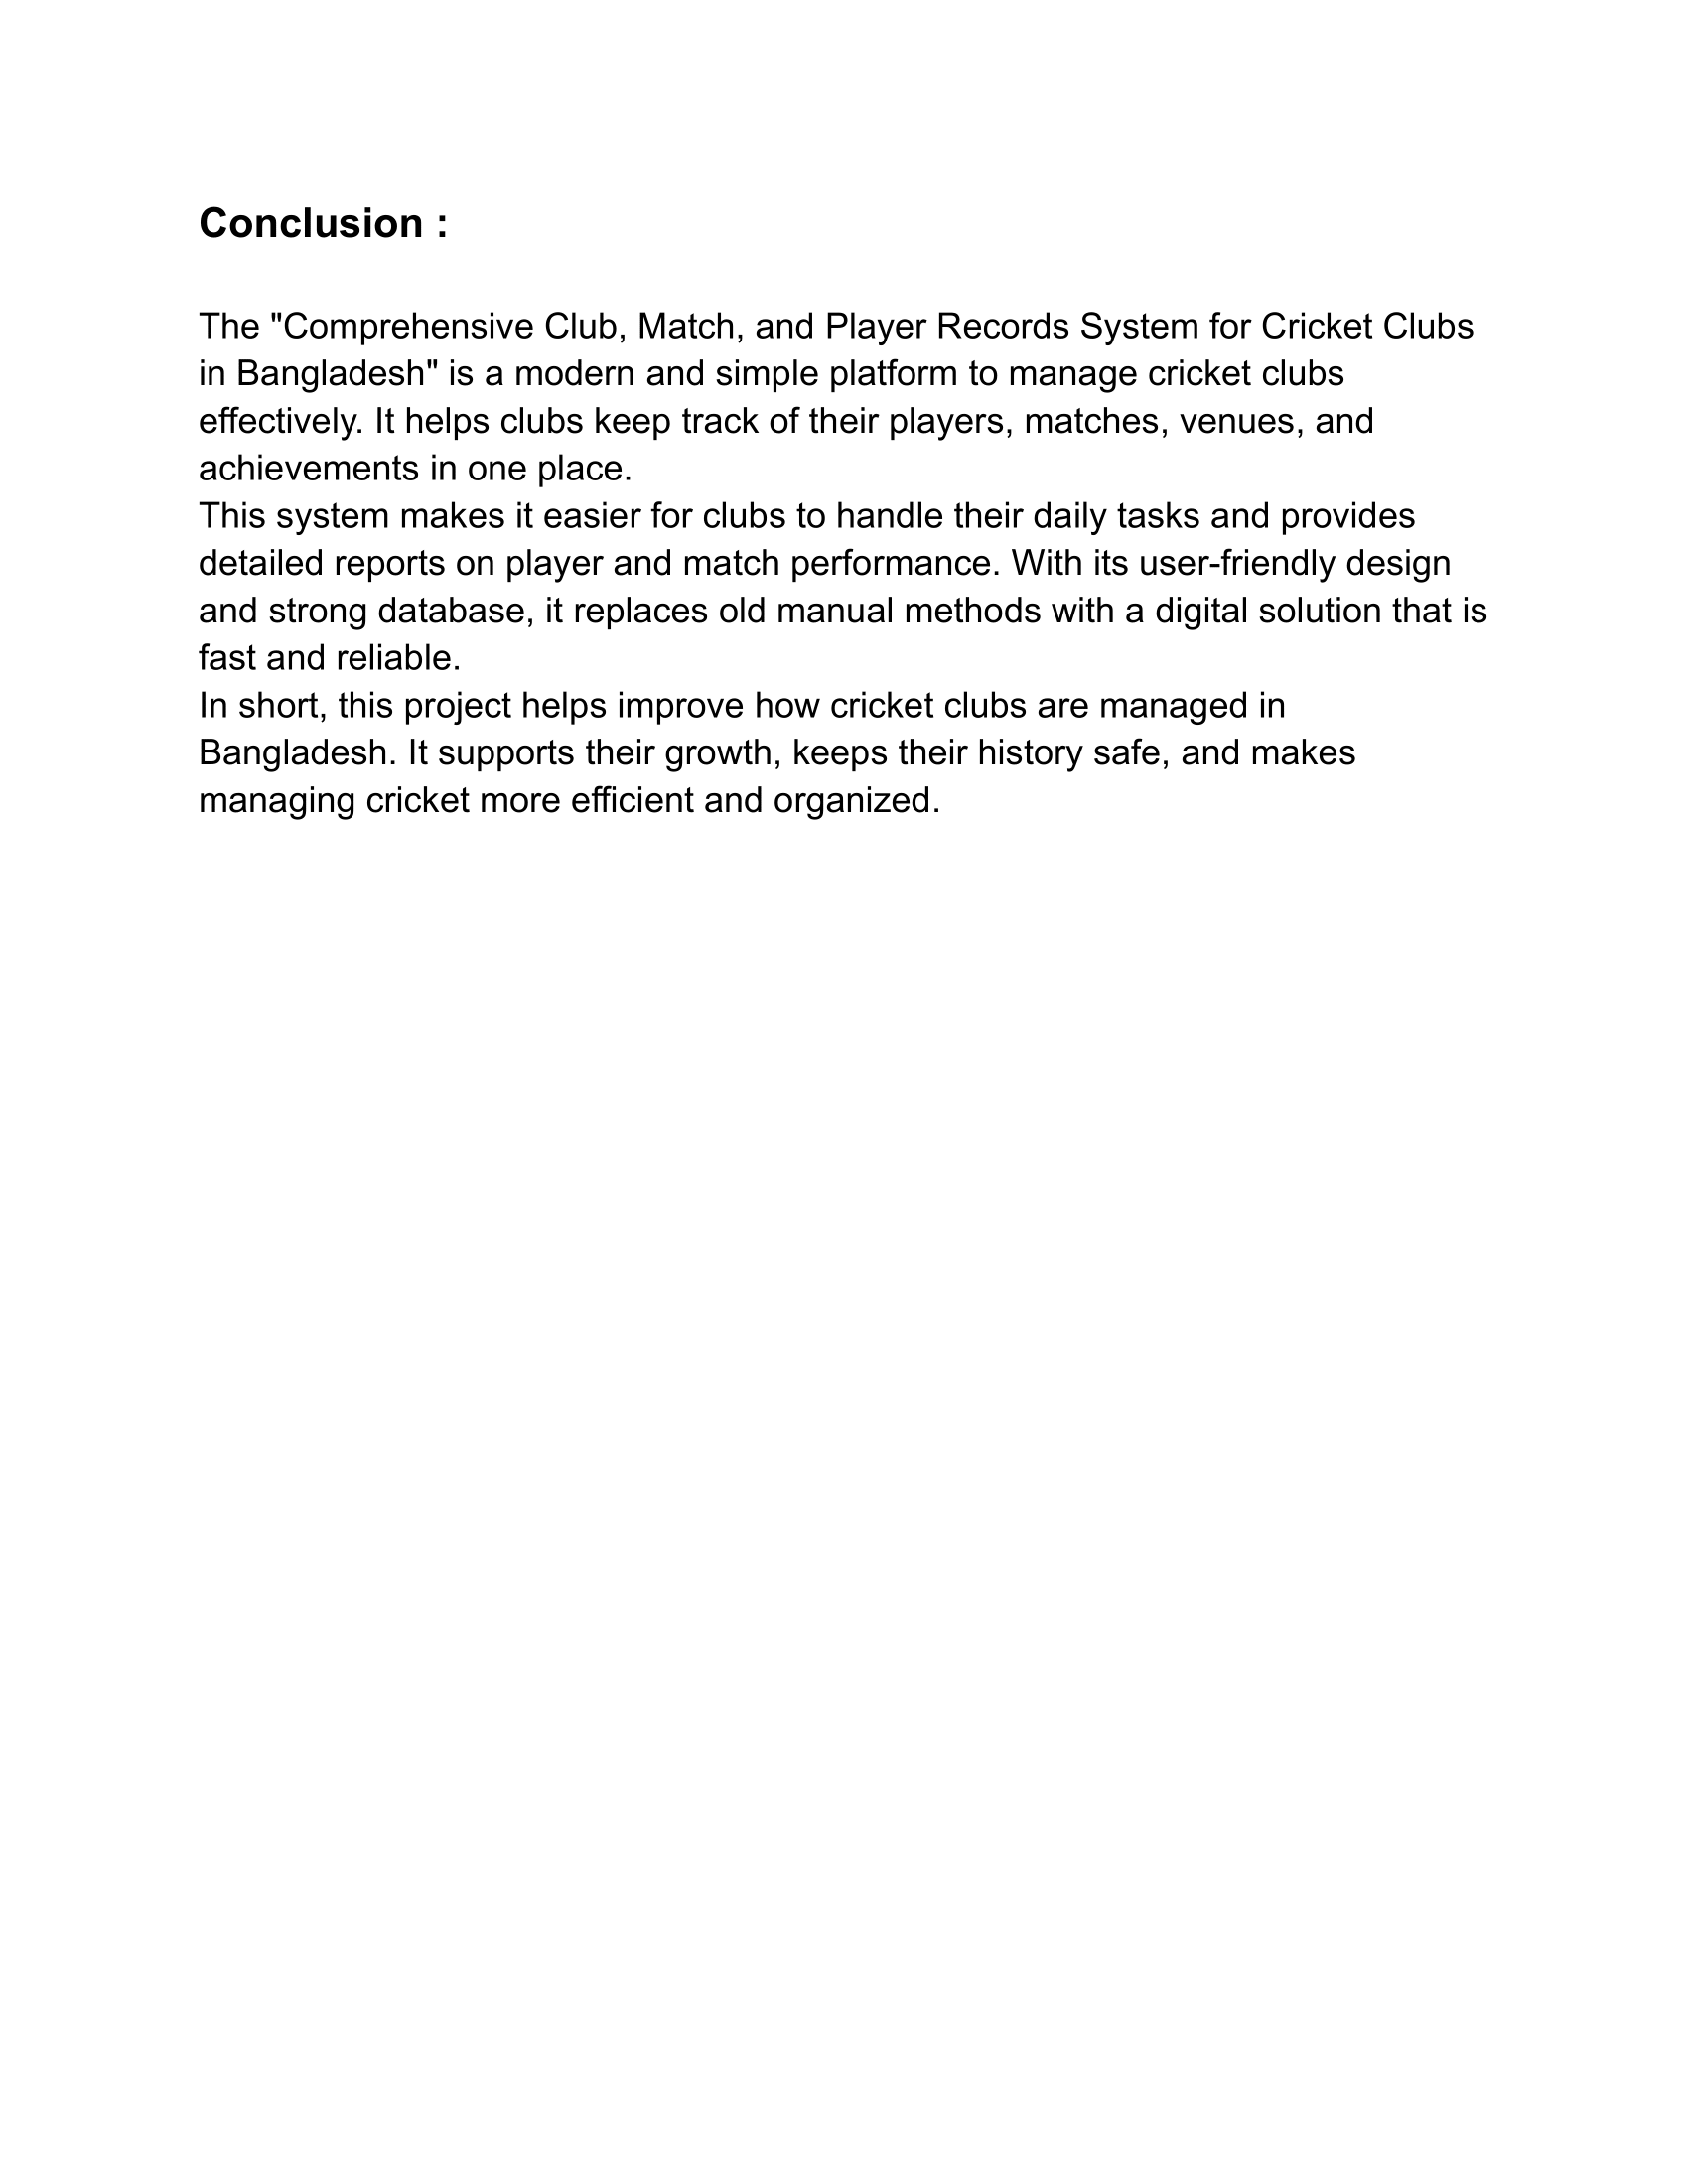 Conclusion :
The "Comprehensive Club, Match, and Player Records System for Cricket Clubs
in Bangladesh" is a modern and simple platform to manage cricket clubs
effectively. It helps clubs keep track of their players, matches, venues, and
achievements in one place.
This system makes it easier for clubs to handle their daily tasks and provides
detailed reports on player and match performance. With its user-friendly design
and strong database, it replaces old manual methods with a digital solution that is
fast and reliable.
In short, this project helps improve how cricket clubs are managed in
Bangladesh. It supports their growth, keeps their history safe, and makes
managing cricket more efficient and organized.